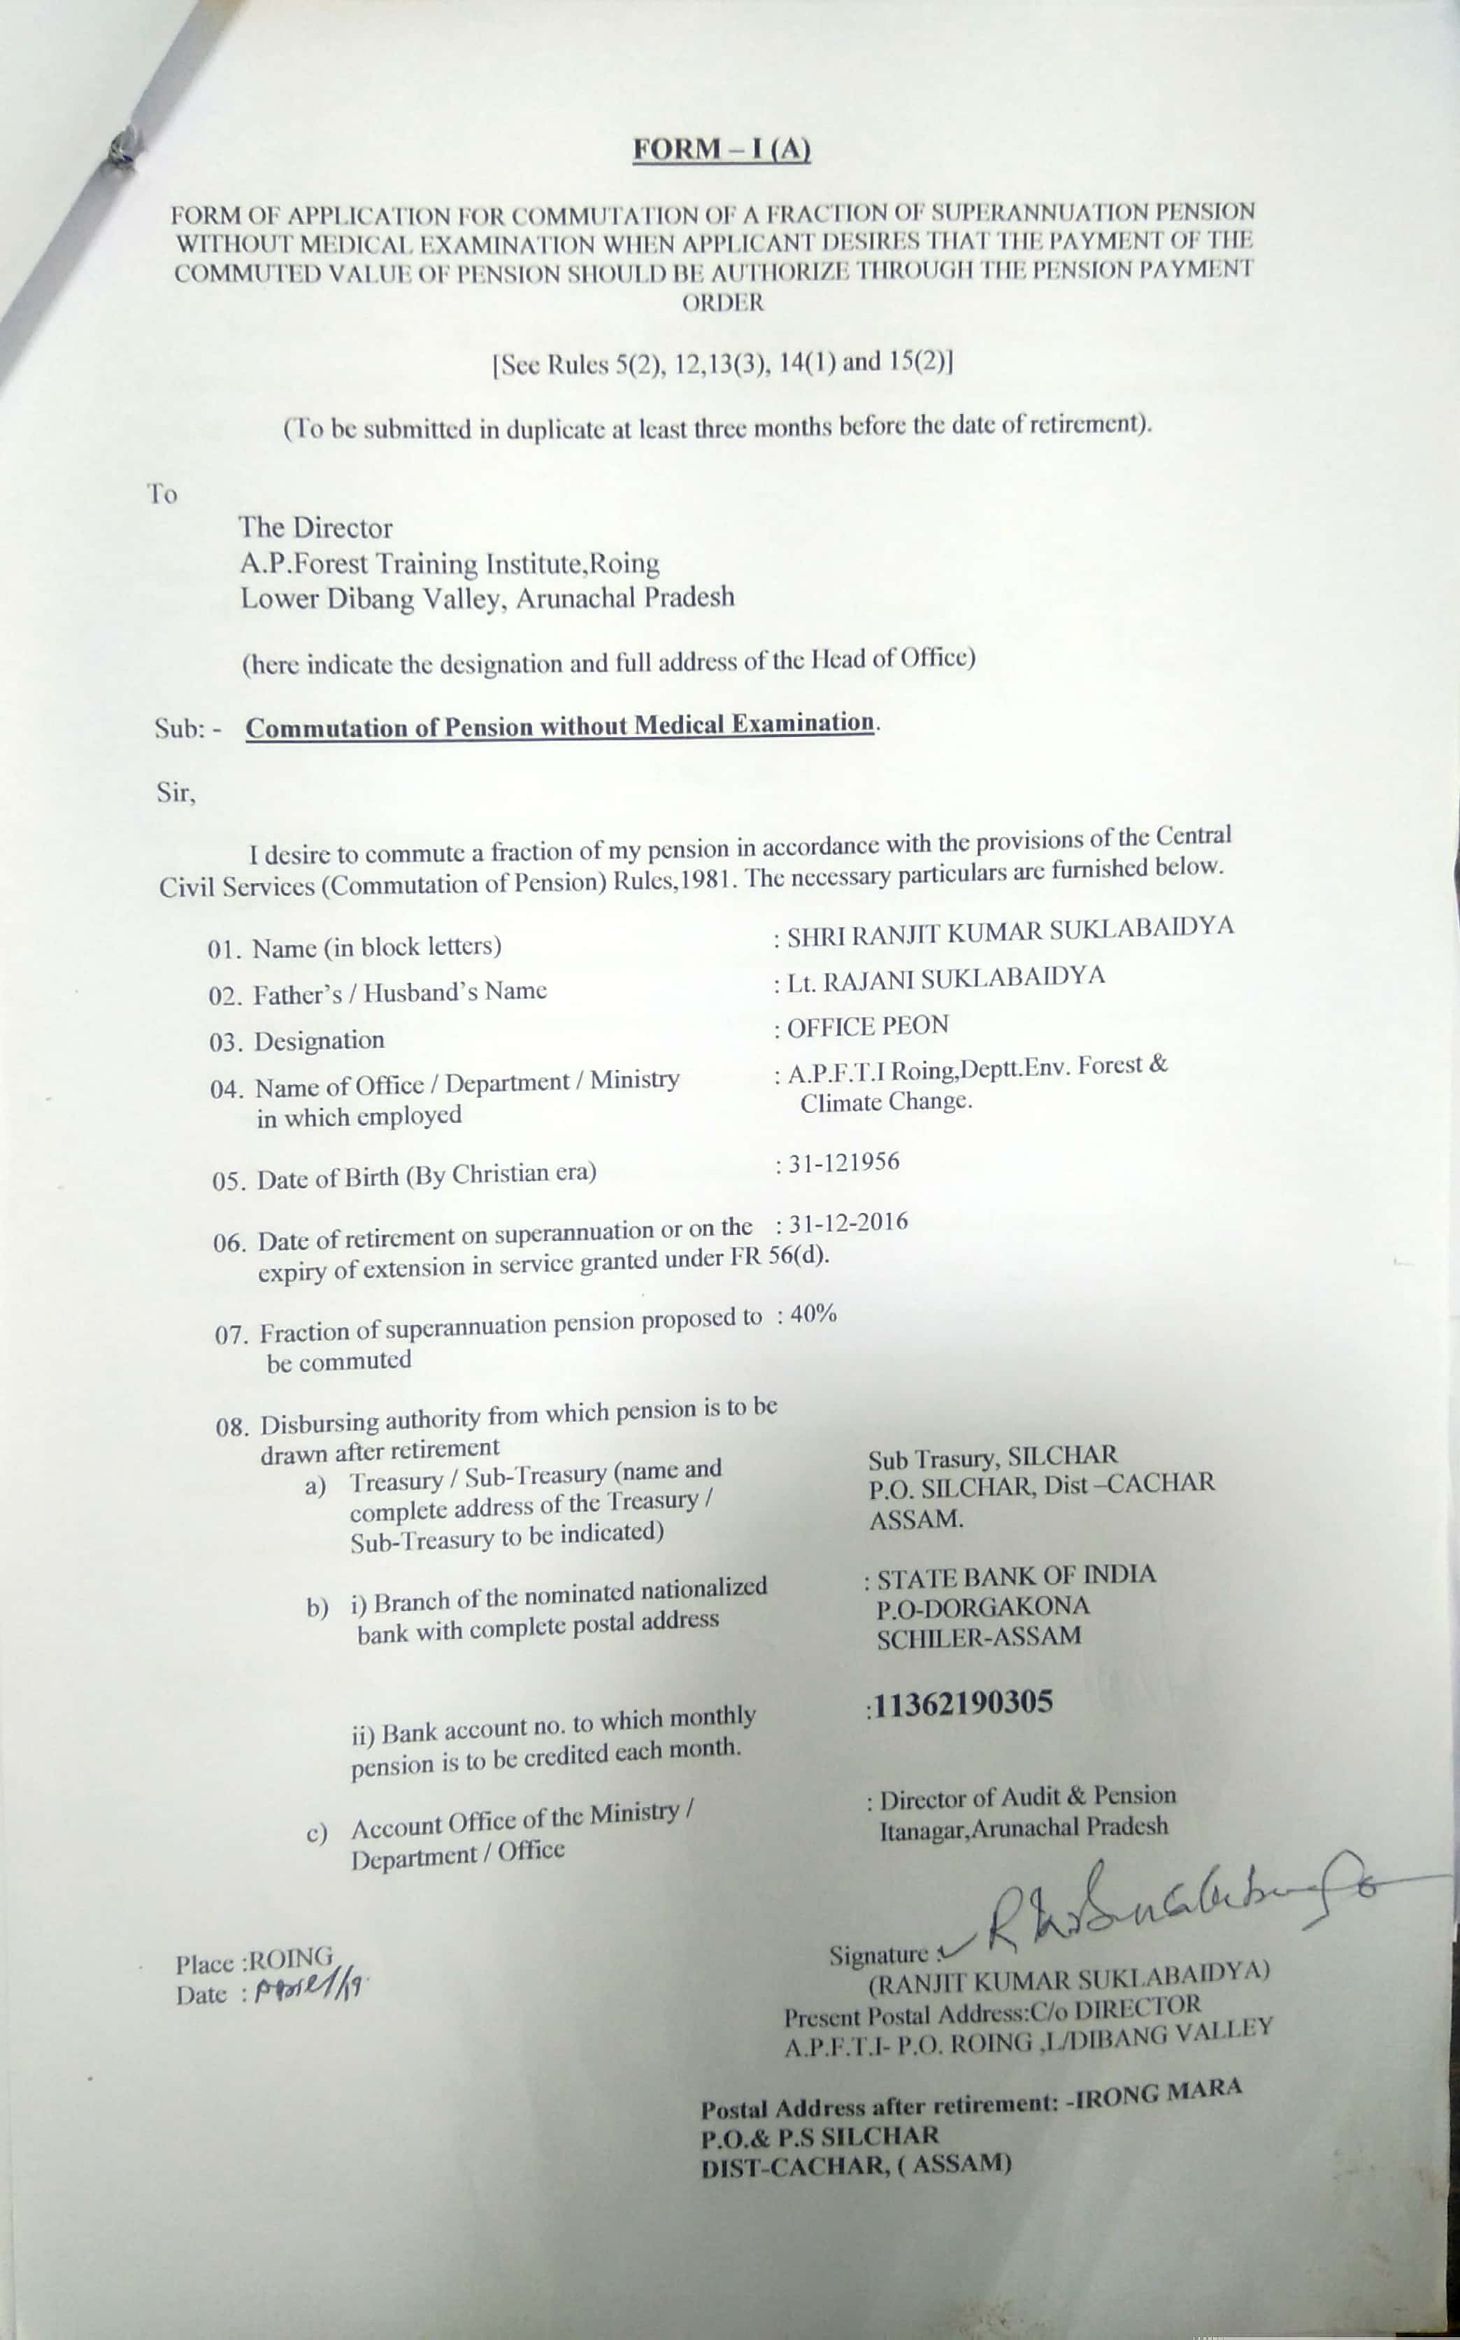 FORM – I (A)
FORM OF APPLICATION FOR COMMUTATION OF A FRACTION OF SUPERANNUATION PENSION
WITHOUT MEDICAL EXAMINATION WHEN APPLICANT DESIRES THAT THE PAYMENT OF THE
COMMUTED VALUE OF PENSION SHOULD BE AUTHORIZE THROUGH THE PENSION PAYMENT
ORDER
[See Rules 5(2), 12,13(3), 14(1) and 15(2)]
(To be submitted in duplicate at least three months before the date of retirement).
To
The Director
A.P.Forest Training Institute,Roing
Lower Dibang Valley, Arunachal Pradesh
(here indicate the designation and full address of the Head of Office)
Sub: - Commutation of Pension without Medical Examination.
Sir,
I desire to commute a fraction of my pension in accordance with the provisions of the Central
Civil Services (Commutation of Pension) Rules,1981. The necessary particulars are furnished below.
01. Name (in block letters) : SHRI RANJIT KUMAR SUKLABAIDYA
02. Father's / Husband's Name : Lt. RAJANI SUKLABAIDYA
03. Designation : OFFICE PEON
04. Name of Office / Department / Ministry : A.P.F.T.I Roing,Deptt.Env. Forest &
in which employed Climate Change.
05. Date of Birth (By Christian era) : 31-121956
06. Date of retirement on superannuation or on the : 31-12-2016
expiry of extension in service granted under FR 56(d).
07. Fraction of superannuation pension proposed to : 40%
be commuted
08. Disbursing authority from which pension is to be
drawn after retirement
a) Treasury / Sub-Treasury (name and Sub Trasury, SILCHAR
complete address of the Treasury / P.O. SILCHAR, Dist –CACHAR
Sub-Treasury to be indicated) ASSAM.
b) i) Branch of the nominated nationalized : STATE BANK OF INDIA
bank with complete postal address P.O-DORGAKONA
SCHILER-ASSAM
ii) Bank account no. to which monthly :11362190305
pension is to be credited each month.
c) Account Office of the Ministry / : Director of Audit & Pension
Department / Office Itanagar,Arunachal Pradesh
Place :ROING
Date :
Signature :
(RANJIT KUMAR SUKLABAIDYA)
Present Postal Address:C/o DIRECTOR
A.P.F.T.I- P.O. ROING ,L/DIBANG VALLEY
Postal Address after retirement: -IRONG MARA
P.O.& P.S SILCHAR
DIST-CACHAR, ( ASSAM)